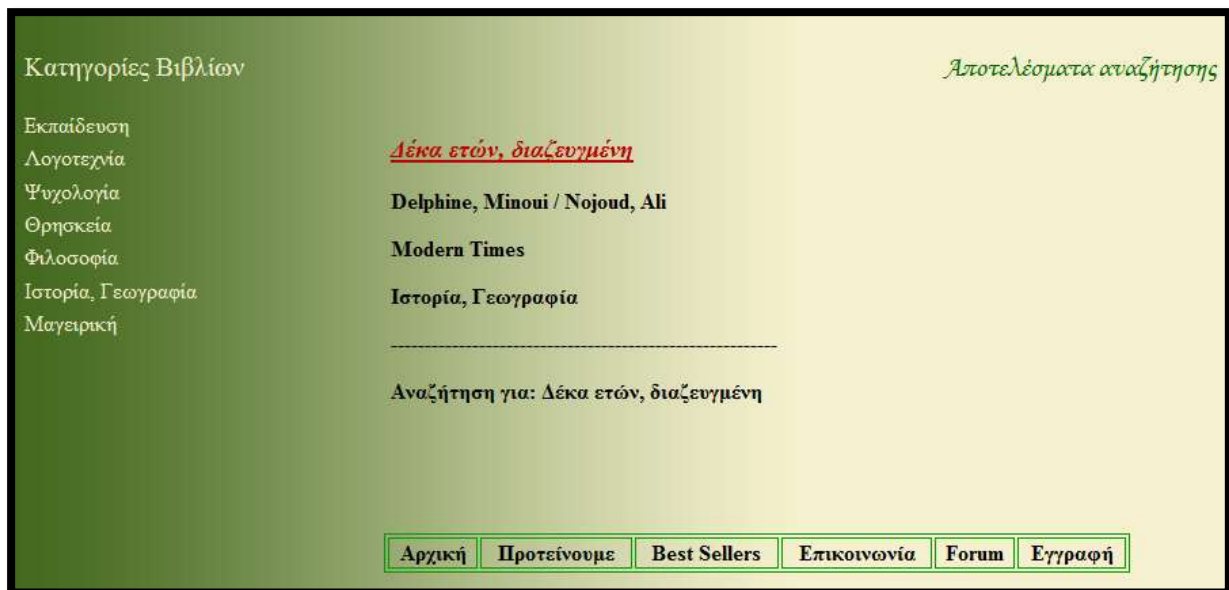 Κατηγορίες Βιβλίων
Αποτελέσματα αναζήτησης
Εκπαίδευση
Λογοτεχνία
Ψυχολογία
Θρησκεία
Φιλοσοφία
Ιστορία, Γεωγραφία
Μαγειρική
Δέκα ετών, διαζευγμένη
Delphine, Minoui / Nojoud, Ali
Modern Times
Ιστορία, Γεωγραφία
--------------------------------------------------------
Αναζήτηση για: Δέκα ετών, διαζευγμένη
Αρχική Προτείνουμε Best Sellers Επικοινωνία Forum Εγγραφή